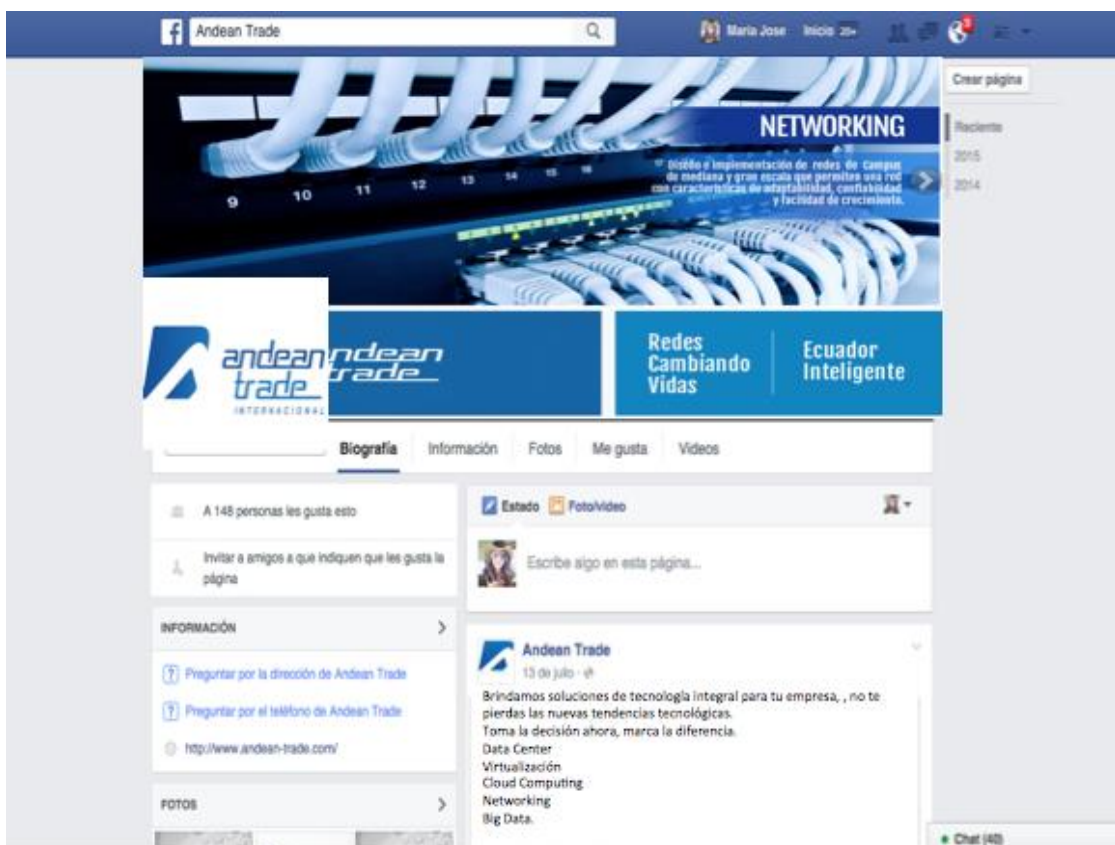 Andean Trade
Maria Jose Inicio 20+
3
Crear página
NETWORKING
Diseño e implementación de redes de Campus
de mediana y gran escala que permiten una red
con características de adaptabilidad, confiabilidad
y facilidad de crecimiento.
9 10 11 12 13 14 15 16
Reciente
2015
2014
andean
trade
INTERNACIONAL
ndean
trade
Redes
Cambiando
Vidas
Ecuador
Inteligente
Biografía Información Fotos Me gusta Videos
A 148 personas les gusta esto
Invitar a amigos a que indiquen que les gusta la
página
INFORMACIÓN
Preguntar por la dirección de Andean Trade
Preguntar por el teléfono de Andean Trade
http://www.andean-trade.com/
FOTOS
Estado Foto/video
Escribe algo en esta página...
Andean Trade
13 de julio
Brindamos soluciones de tecnología integral para tu empresa, , no te
pierdas las nuevas tendencias tecnológicas.
Toma la decisión ahora, marca la diferencia.
Data Center
Virtualización
Cloud Computing
Networking
Big Data.
Chat (40)